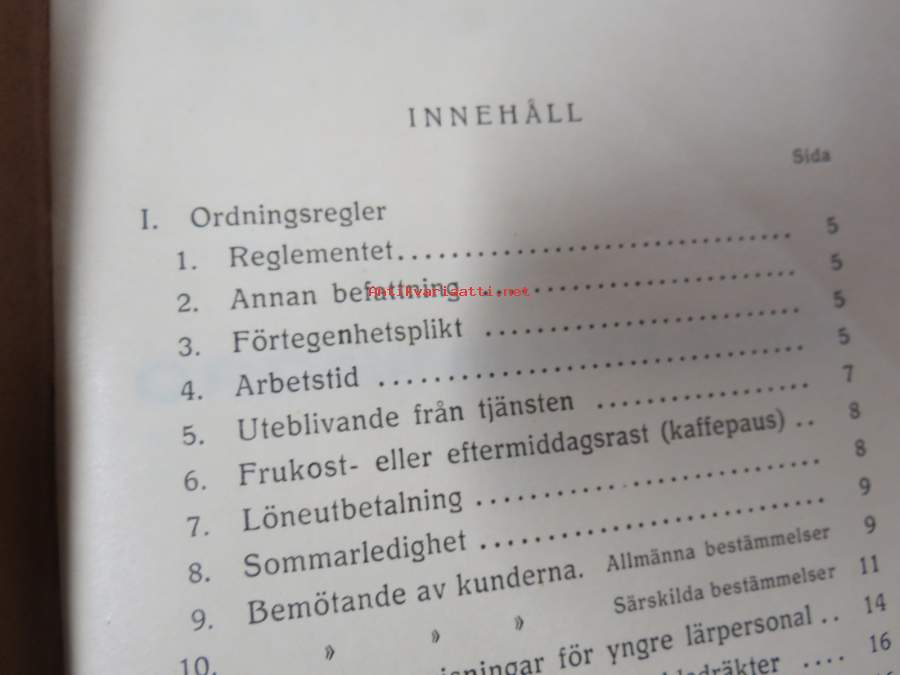 INNEHÅLL
Sida
I. Ordningsregler
1. Reglementet.............................. 5
2. Annan befattning ........................ 5
Antikvariaatti.net
3. Förtegenhetsplikt ........................ 5
4. Arbetstid ................................ 5
5. Uteblivande från tjänsten ................ 7
6. Frukost- eller eftermiddagsrast (kaffepaus) .. 8
7. Löneutbetalning .......................... 8
8. Sommarledighet .......................... 9
9. Bemötande av kunderna. Allmänna bestämmelser 9
10. » » » Särskilda bestämmelser 11
för yngre lärpersonal .. 14
.... 16